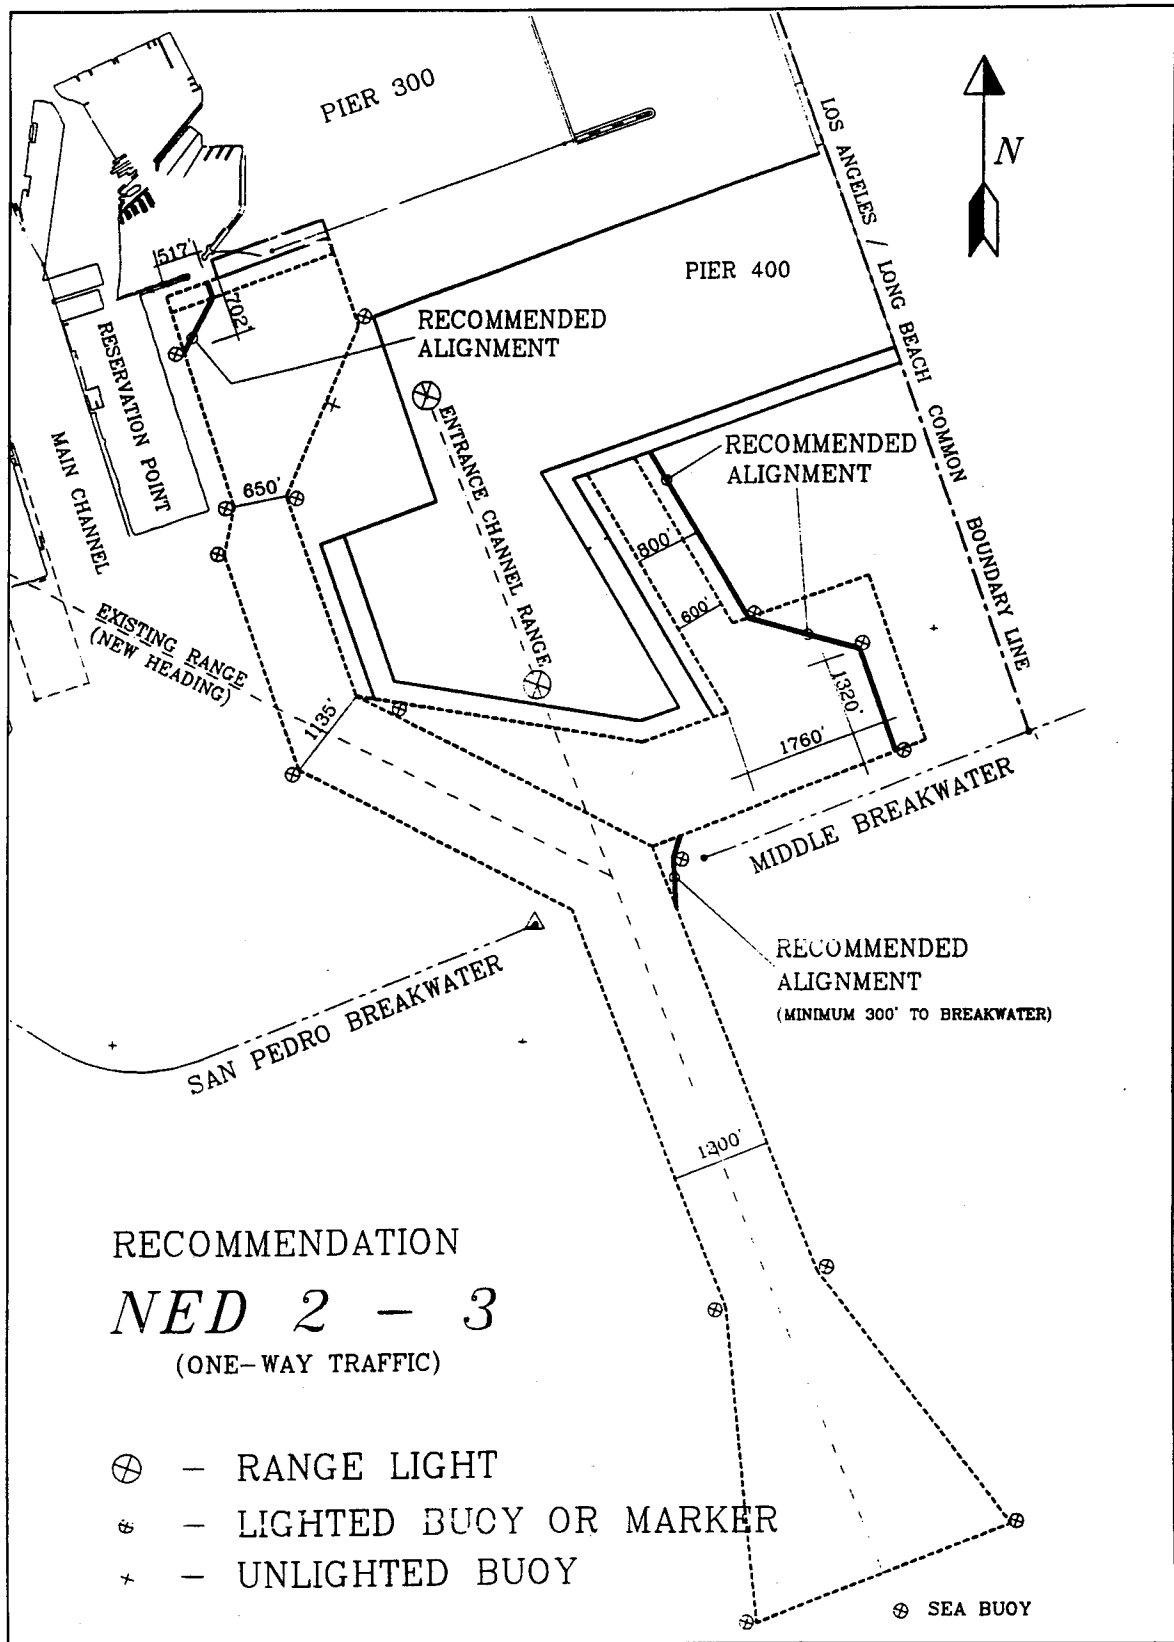 PIER 300
LOS ANGELES / LONG BEACH COMMON BOUNDARY LINE
N
517'
702'
PIER 400
RECOMMENDED
ALIGNMENT
RESERVATION POINT
MAIN CHANNEL
650'
ENTRANCE CHANNEL RANGE
RECOMMENDED
ALIGNMENT
800'
600'
EXISTING RANGE
(NEW HEADING)
1135'
1320'
1760'
MIDDLE BREAKWATER
SAN PEDRO BREAKWATER
RECOMMENDED
ALIGNMENT
(MINIMUM 300' TO BREAKWATER)
RECOMMENDATION
NED 2 - 3
(ONE-WAY TRAFFIC)
- RANGE LIGHT
- LIGHTED BUOY OR MARKER
- UNLIGHTED BUOY
SEA BUOY